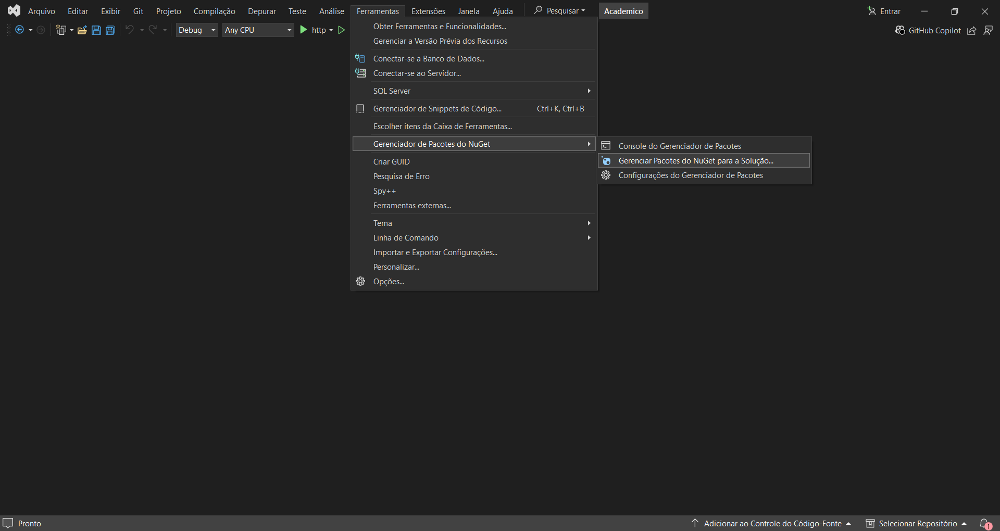 Arquivo Editar Exibir Git Projeto Compilação Depurar Teste Análise Ferramentas Extensões Janela Ajuda Pesquisar Academico Entrar
Debug Any CPU http GitHub Copilot
Obter Ferramentas e Funcionalidades...
Gerenciar a Versão Prévia dos Recursos
Conectar-se a Banco de Dados...
Conectar-se ao Servidor...
SQL Server
Gerenciador de Snippets de Código... Ctrl+K, Ctrl+B
Escolher itens da Caixa de Ferramentas...
Gerenciador de Pacotes do NuGet
Console do Gerenciador de Pacotes
Gerenciar Pacotes do NuGet para a Solução...
Configurações do Gerenciador de Pacotes
Criar GUID
Pesquisa de Erro
Spy++
Ferramentas externas...
Tema
Linha de Comando
Importar e Exportar Configurações...
Personalizar...
Opções...
Pronto Adicionar ao Controle do Código-Fonte Selecionar Repositório 1